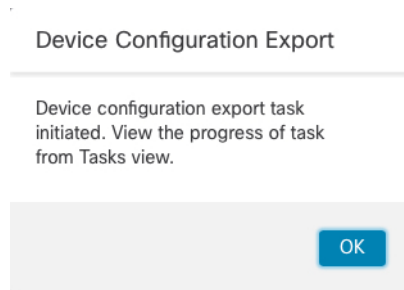 Device Configuration Export
Device configuration export task
initiated. View the progress of task
from Tasks view.
OK